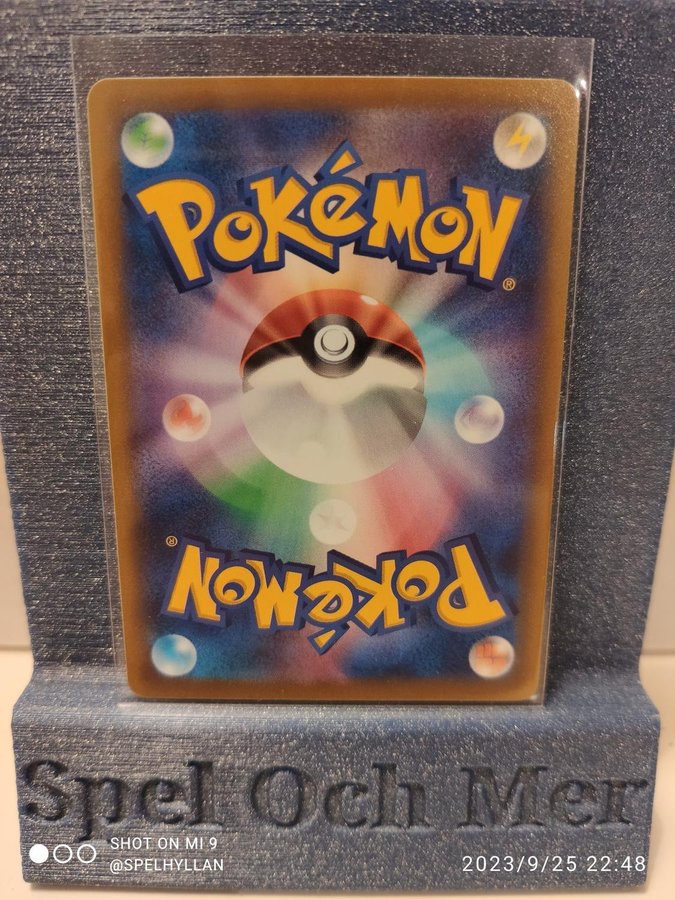 POKéMON
®
®
POKéMON
Spel Och Mer
SHOT ON MI 9
@SPELHYLLAN
2023/9/25 22:48